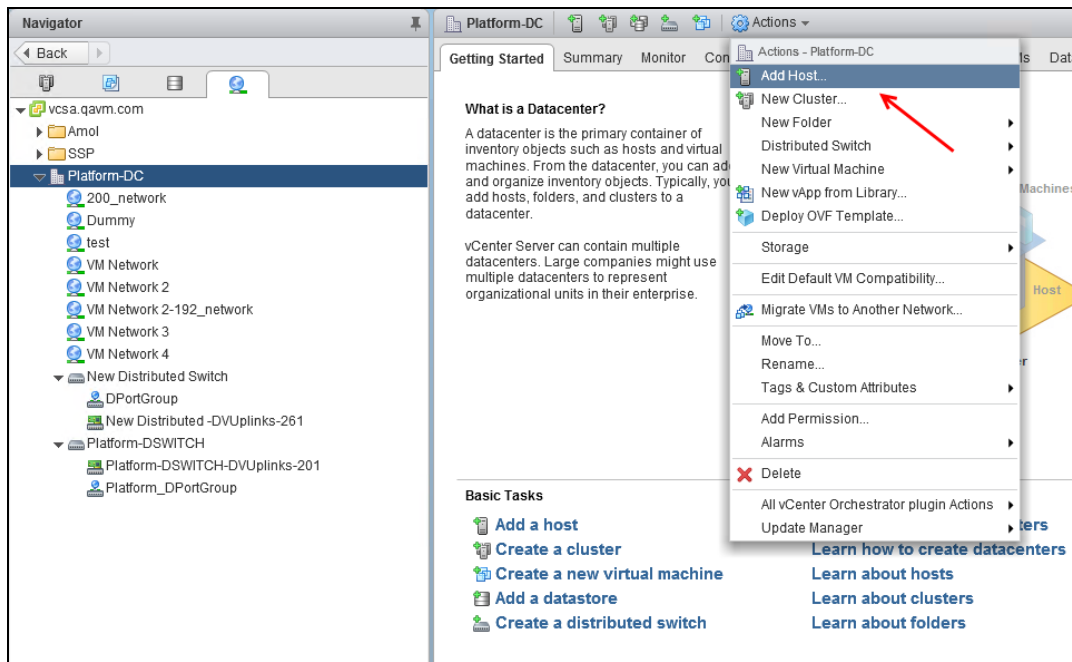 Navigator
Back
vcsa.qavm.com
Amol
SSP
Platform-DC
200_network
Dummy
test
VM Network
VM Network 2
VM Network 2-192_network
VM Network 3
VM Network 4
New Distributed Switch
DPortGroup
New Distributed -DVUplinks-261
Platform-DSWITCH
Platform-DSWITCH-DVUplinks-201
Platform_DPortGroup
Platform-DC Actions
Getting Started Summary Monitor Con
What is a Datacenter?
A datacenter is the primary container of
inventory objects such as hosts and virtual
machines. From the datacenter, you can ad
and organize inventory objects. Typically, you
add hosts, folders, and clusters to a
datacenter.
vCenter Server can contain multiple
datacenters. Large companies might use
multiple datacenters to represent
organizational units in their enterprise.
Actions - Platform-DC
Add Host...
New Cluster...
New Folder
Distributed Switch
New Virtual Machine
New vApp from Library...
Deploy OVF Template...
Storage
Edit Default VM Compatibility...
Migrate VMs to Another Network...
Move To...
Rename...
Tags & Custom Attributes
Add Permission...
Alarms
Delete
All vCenter Orchestrator plugin Actions
Update Manager
Dat
Machines
Host
Basic Tasks
Add a host
Create a cluster
Create a new virtual machine
Add a datastore
Create a distributed switch
ters
Learn how to create datacenters
Learn about hosts
Learn about clusters
Learn about folders